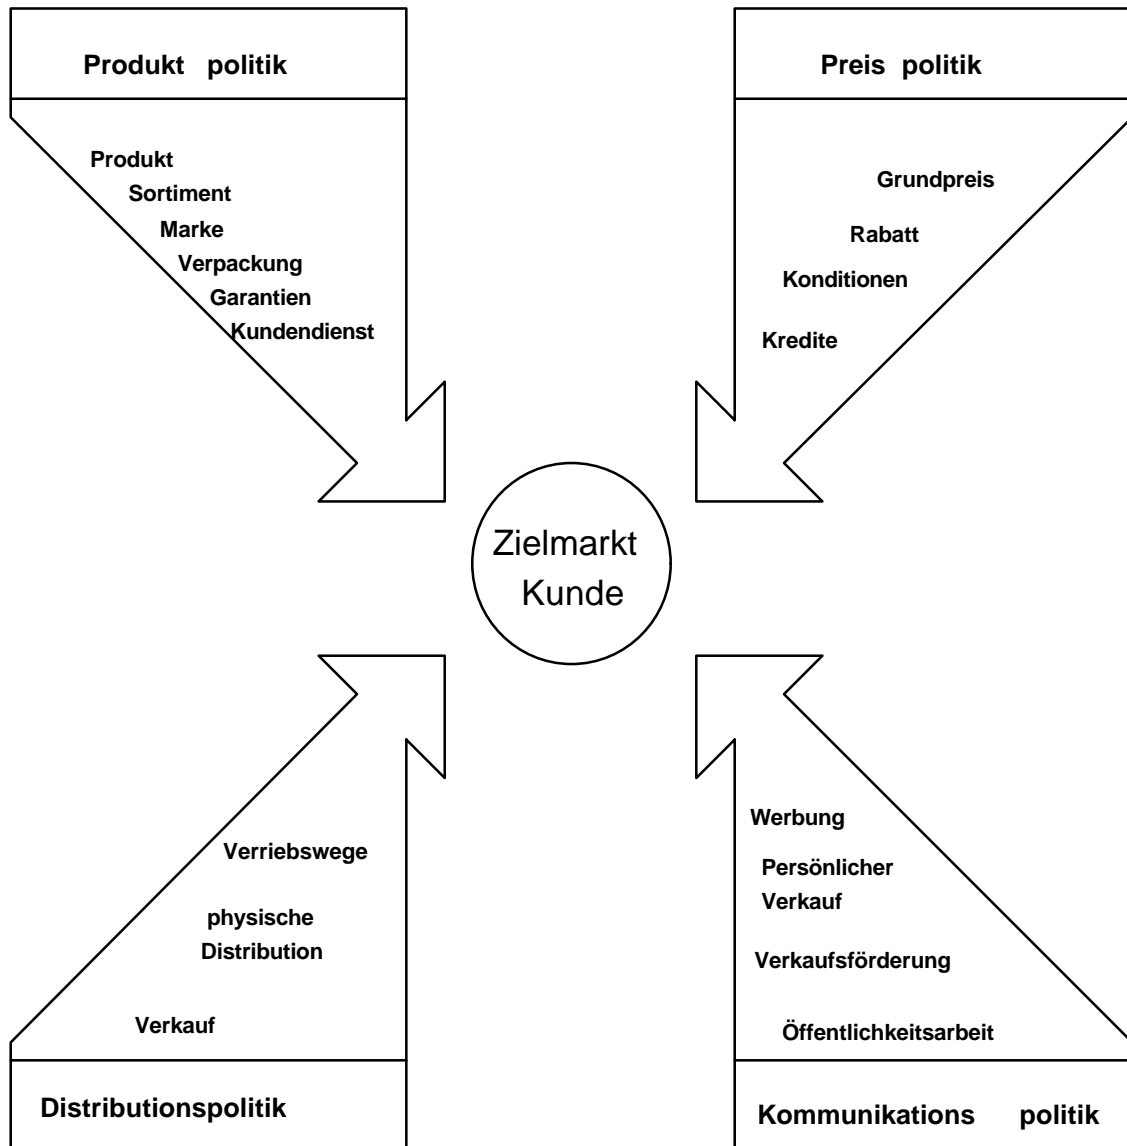 Produkt politik
Produkt
Sortiment
Marke
Verpackung
Garantien
Kundendienst
Preis politik
Grundpreis
Rabatt
Konditionen
Kredite
Zielmarkt
Kunde
Verriebswege
physische
Distribution
Verkauf
Distributionspolitik
Werbung
Persönlicher
Verkauf
Verkaufsförderung
Öffentlichkeitsarbeit
Kommunikations politik